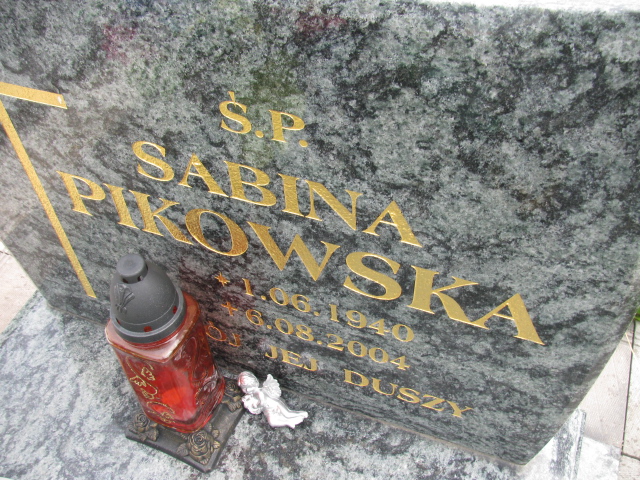 Ś.P.
SABINA
PIKOWSKA
* 1.06.1940
+ 6.08.2004
JEJ DUSZY